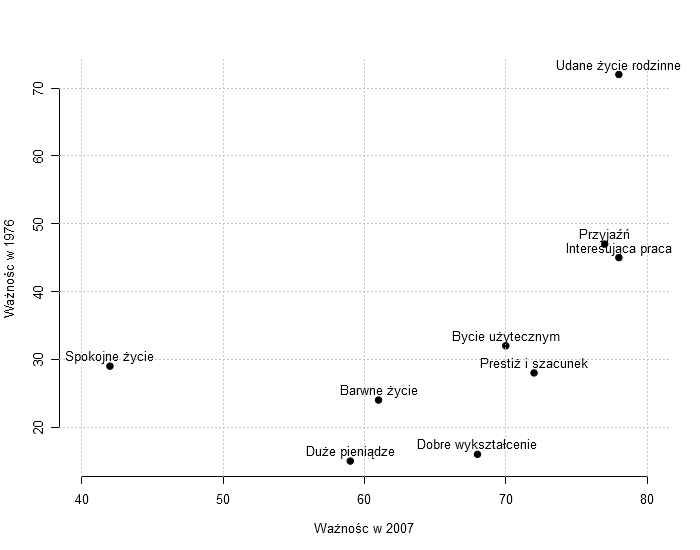 Udane życie rodzinne
70
60
50
Przyjaźń
Interesująca praca
40
Bycie użytecznym
Spokojne życie
Prestiż i szacunek
30
Barwne życie
20
Dobre wykształcenie
Duże pieniądze
Ważnośc w 1976
40 50 60 70 80
Ważnośc w 2007